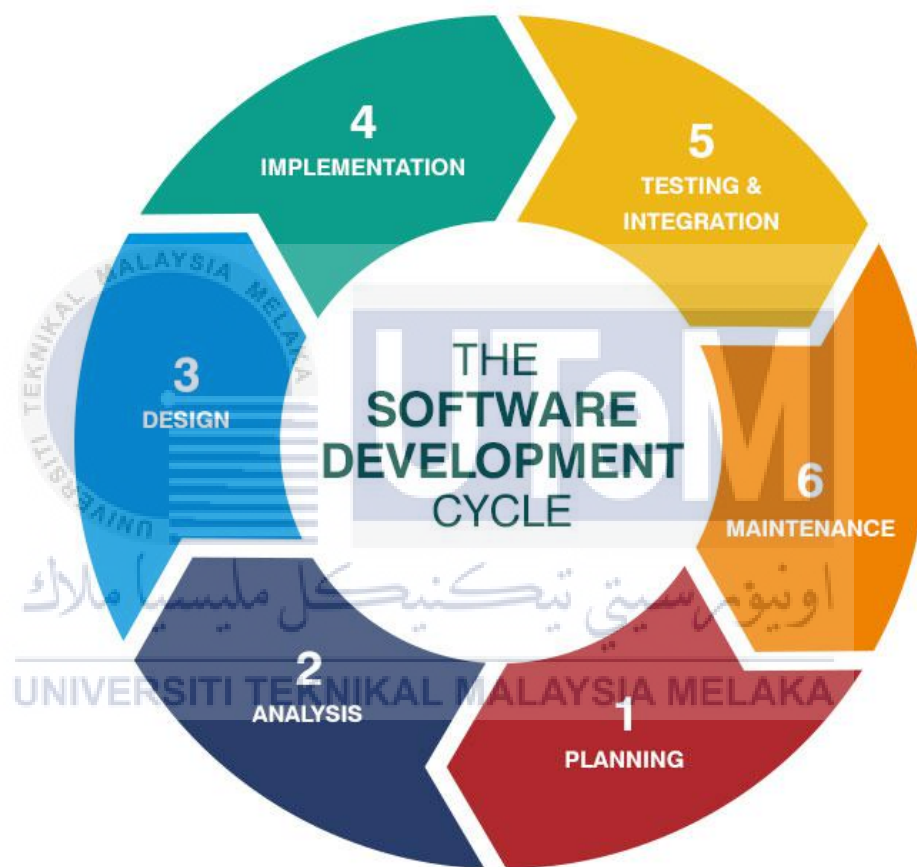 THE
SOFTWARE
DEVELOPMENT
CYCLE
1
PLANNING
2
ANALYSIS
3
DESIGN
4
IMPLEMENTATION
5
TESTING &
INTEGRATION
6
MAINTENANCE
UNIVERSITI TEKNIKAL MALAYSIA MELAKA
UTeM
اونيۏرسيتي تيكنيكل مليسيا ملاك
UNIVERSITI TEKNIKAL MALAYSIA MELAKA